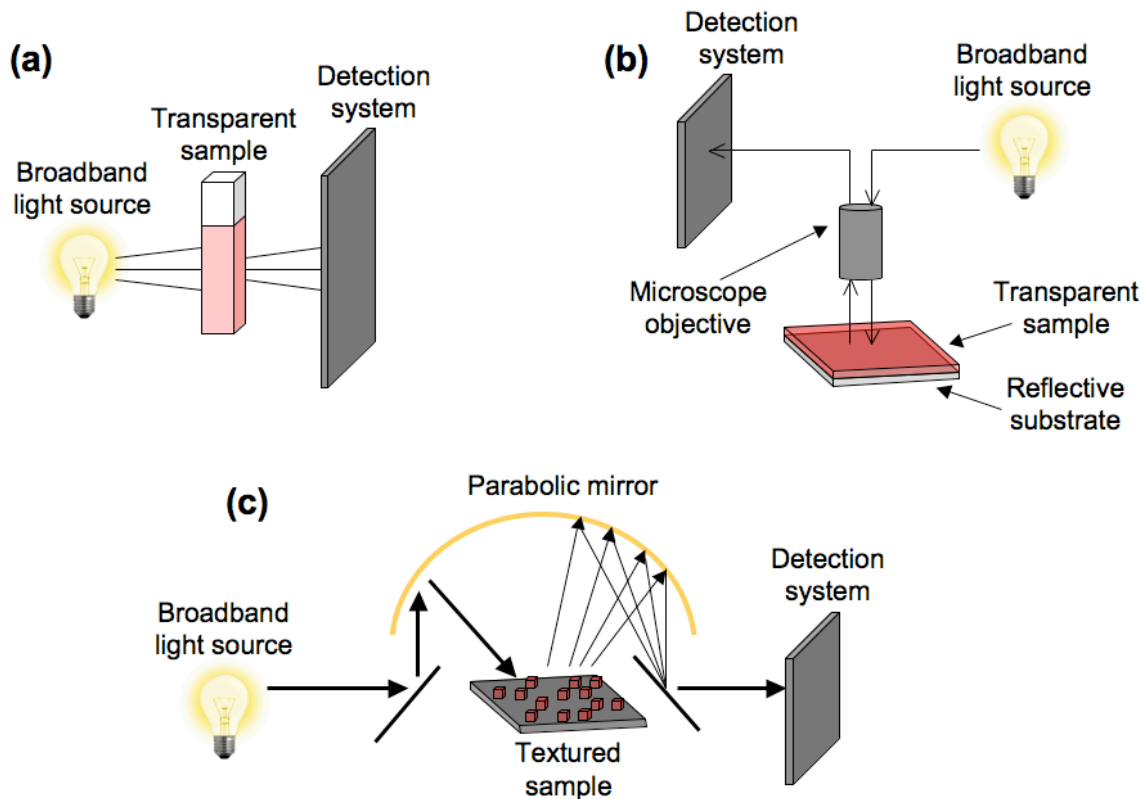 (a)
Broadband
light source
Transparent
sample
Detection
system
(b)
Detection
system
Broadband
light source
Microscope
objective
Transparent
sample
Reflective
substrate
(c)
Parabolic mirror
Broadband
light source
Textured
sample
Detection
system